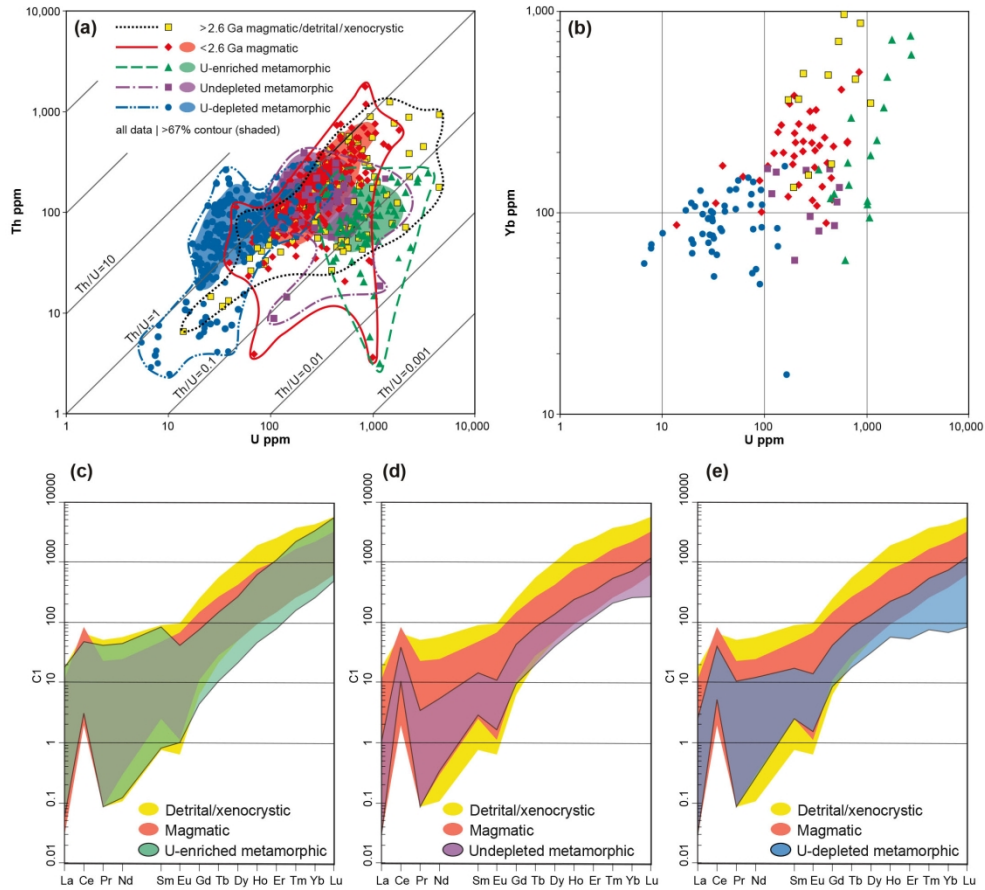 (a)
>2.6 Ga magmatic/detrital/xenocrystic
<2.6 Ga magmatic
U-enriched metamorphic
Undepleted metamorphic
U-depleted metamorphic
all data | >67% contour (shaded)
10,000
1,000
100
10
1
Th ppm
Th/U=10
Th/U=1
Th/U=0.1
Th/U=0.01
Th/U=0.001
1 10 100 1,000 10,000
U ppm
(b)
1,000
100
10
Yb ppm
1 10 100 1,000 10,000
U ppm
(c)
10000
1000
100
10
1
0.1
0.01
C1
Detrital/xenocrystic
Magmatic
U-enriched metamorphic
La Ce Pr Nd Sm Eu Gd Tb Dy Ho Er Tm Yb Lu
(d)
10000
1000
100
10
1
0.1
0.01
C1
Detrital/xenocrystic
Magmatic
Undepleted metamorphic
La Ce Pr Nd Sm Eu Gd Tb Dy Ho Er Tm Yb Lu
(e)
10000
1000
100
10
1
0.1
0.01
C1
Detrital/xenocrystic
Magmatic
U-depleted metamorphic
La Ce Pr Nd Sm Eu Gd Tb Dy Ho Er Tm Yb Lu